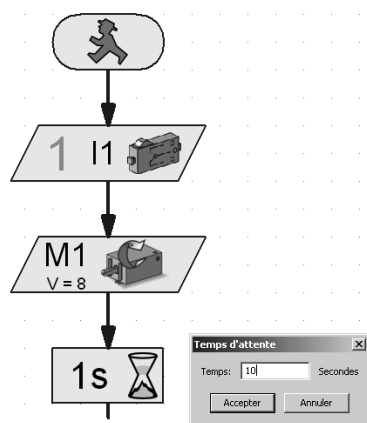 1 I1
M1
V = 8
1s
Temps d'attente
Temps: 10 Secondes
Accepter Annuler